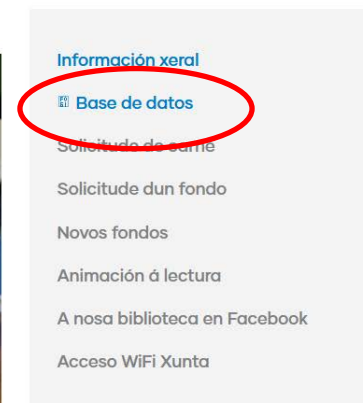 Información xeral
Base de datos
Solicitude de carné
Solicitude dun fondo
Novos fondos
Animación á lectura
A nosa biblioteca en Facebook
Acceso WiFi Xunta